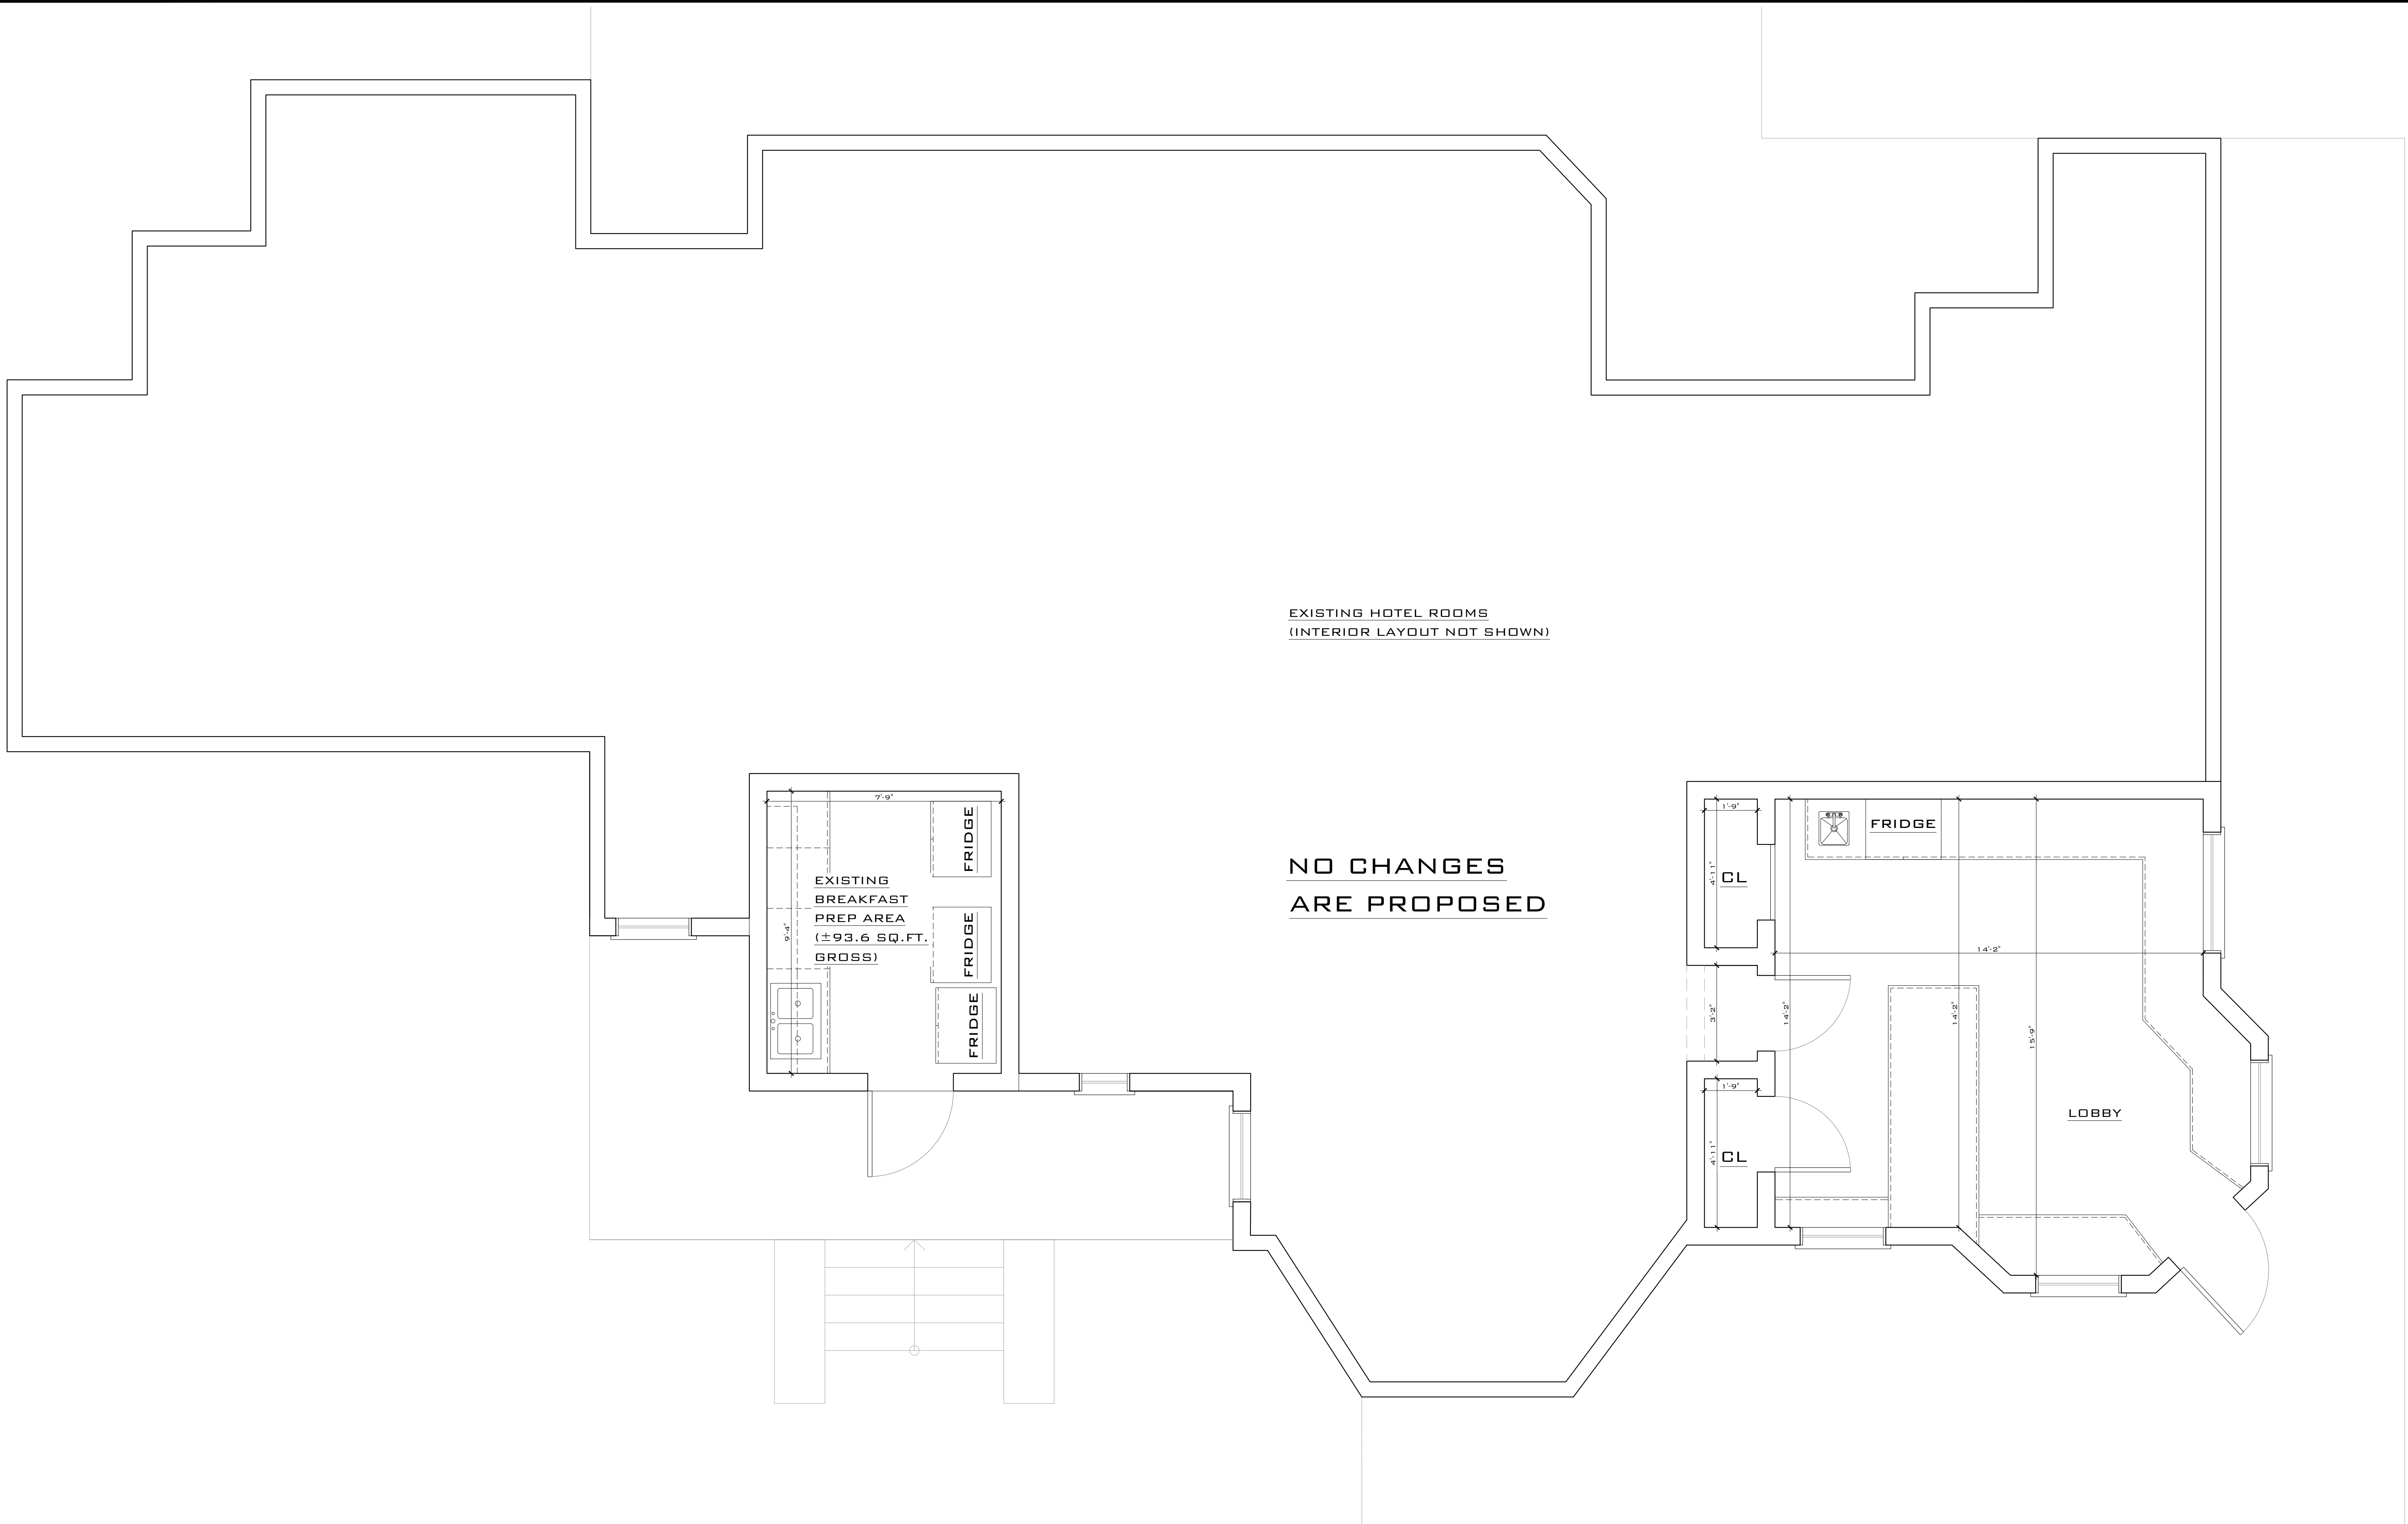 EXISTING HOTEL ROOMS
(INTERIOR LAYOUT NOT SHOWN)
NO CHANGES
ARE PROPOSED
7'-9"
9'-4"
EXISTING
BREAKFAST
PREP AREA
(±93.6 SQ.FT.
GROSS)
FRIDGE
FRIDGE
FRIDGE
1'-9"
4'-11"
CL
3'-2"
1'-9"
4'-11"
CL
14'-2"
FRIDGE
14'-2"
14'-2"
15'-9"
LOBBY